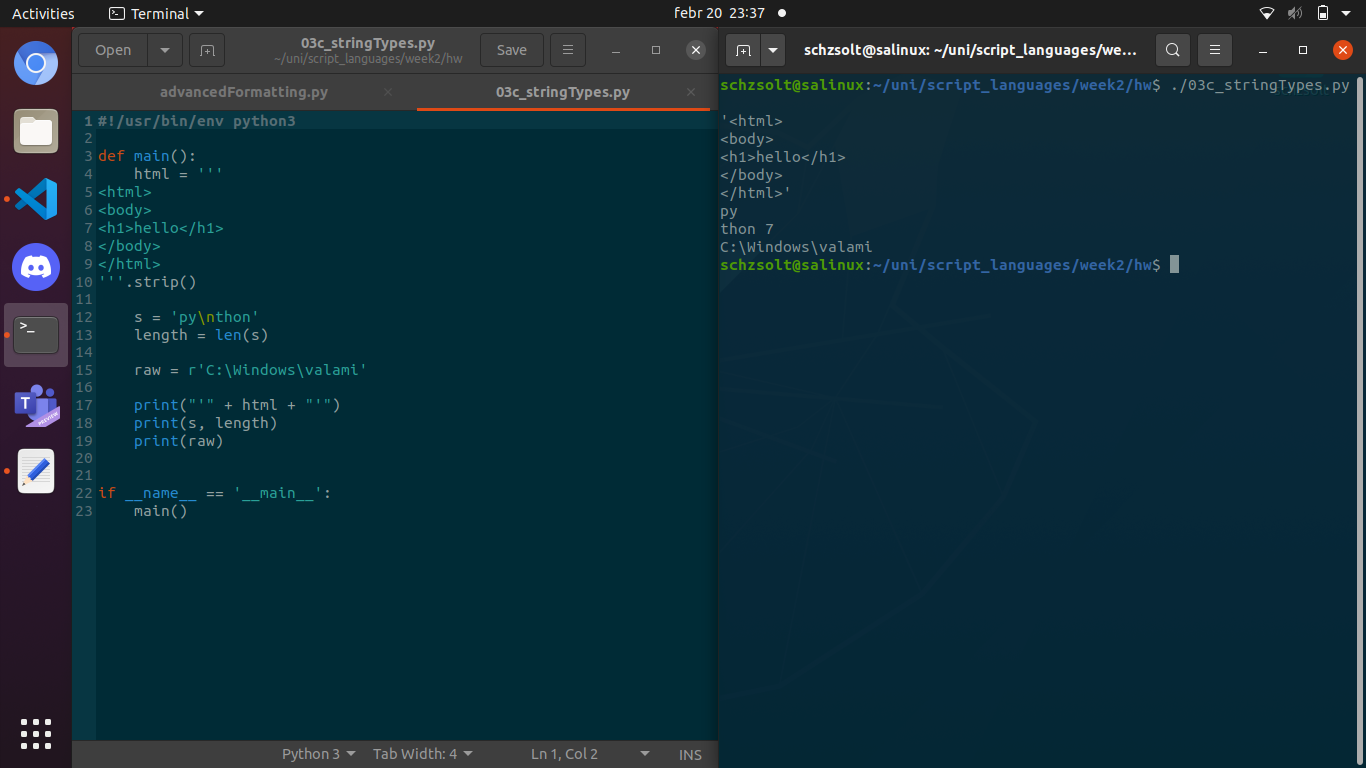 Activities
Terminal
febr 20 23:37
Open
03c_stringTypes.py
~/uni/script_languages/week2/hw
Save
advancedFormatting.py
03c_stringTypes.py
1 #!/usr/bin/env python3
2
3 def main():
4     html = '''
5 <html>
6 <body>
7 <h1>hello</h1>
8 </body>
9 </html>
10 '''.strip()
11
12     s = 'py\nthon'
13     length = len(s)
14
15     raw = r'C:\Windows\valami'
16
17     print("'" + html + "'")
18     print(s, length)
19     print(raw)
20
21
22 if __name__ == '__main__':
23     main()
Python 3
Tab Width: 4
Ln 1, Col 2
INS
schzsolt@salinux: ~/uni/script_languages/we...
schzsolt@salinux:~/uni/script_languages/week2/hw$ ./03c_stringTypes.py
'<html>
<body>
<h1>hello</h1>
</body>
</html>'
py
thon 7
C:\Windows\valami
schzsolt@salinux:~/uni/script_languages/week2/hw$
>_
T
PREVIEW